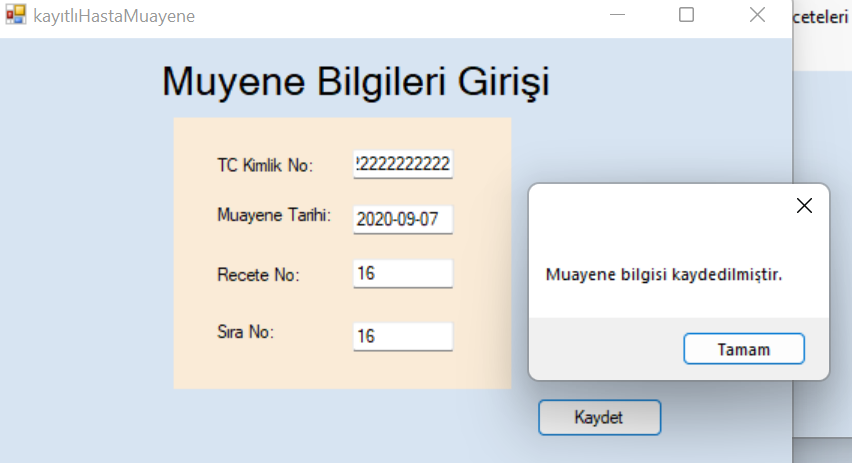 kayıtlıHastaMuayene
ceteleri
Muyene Bilgileri Girişi
TC Kimlik No:
22222222222
Muayene Tarihi:
2020-09-07
Recete No:
16
Sıra No:
16
Muayene bilgisi kaydedilmiştir.
Tamam
Kaydet